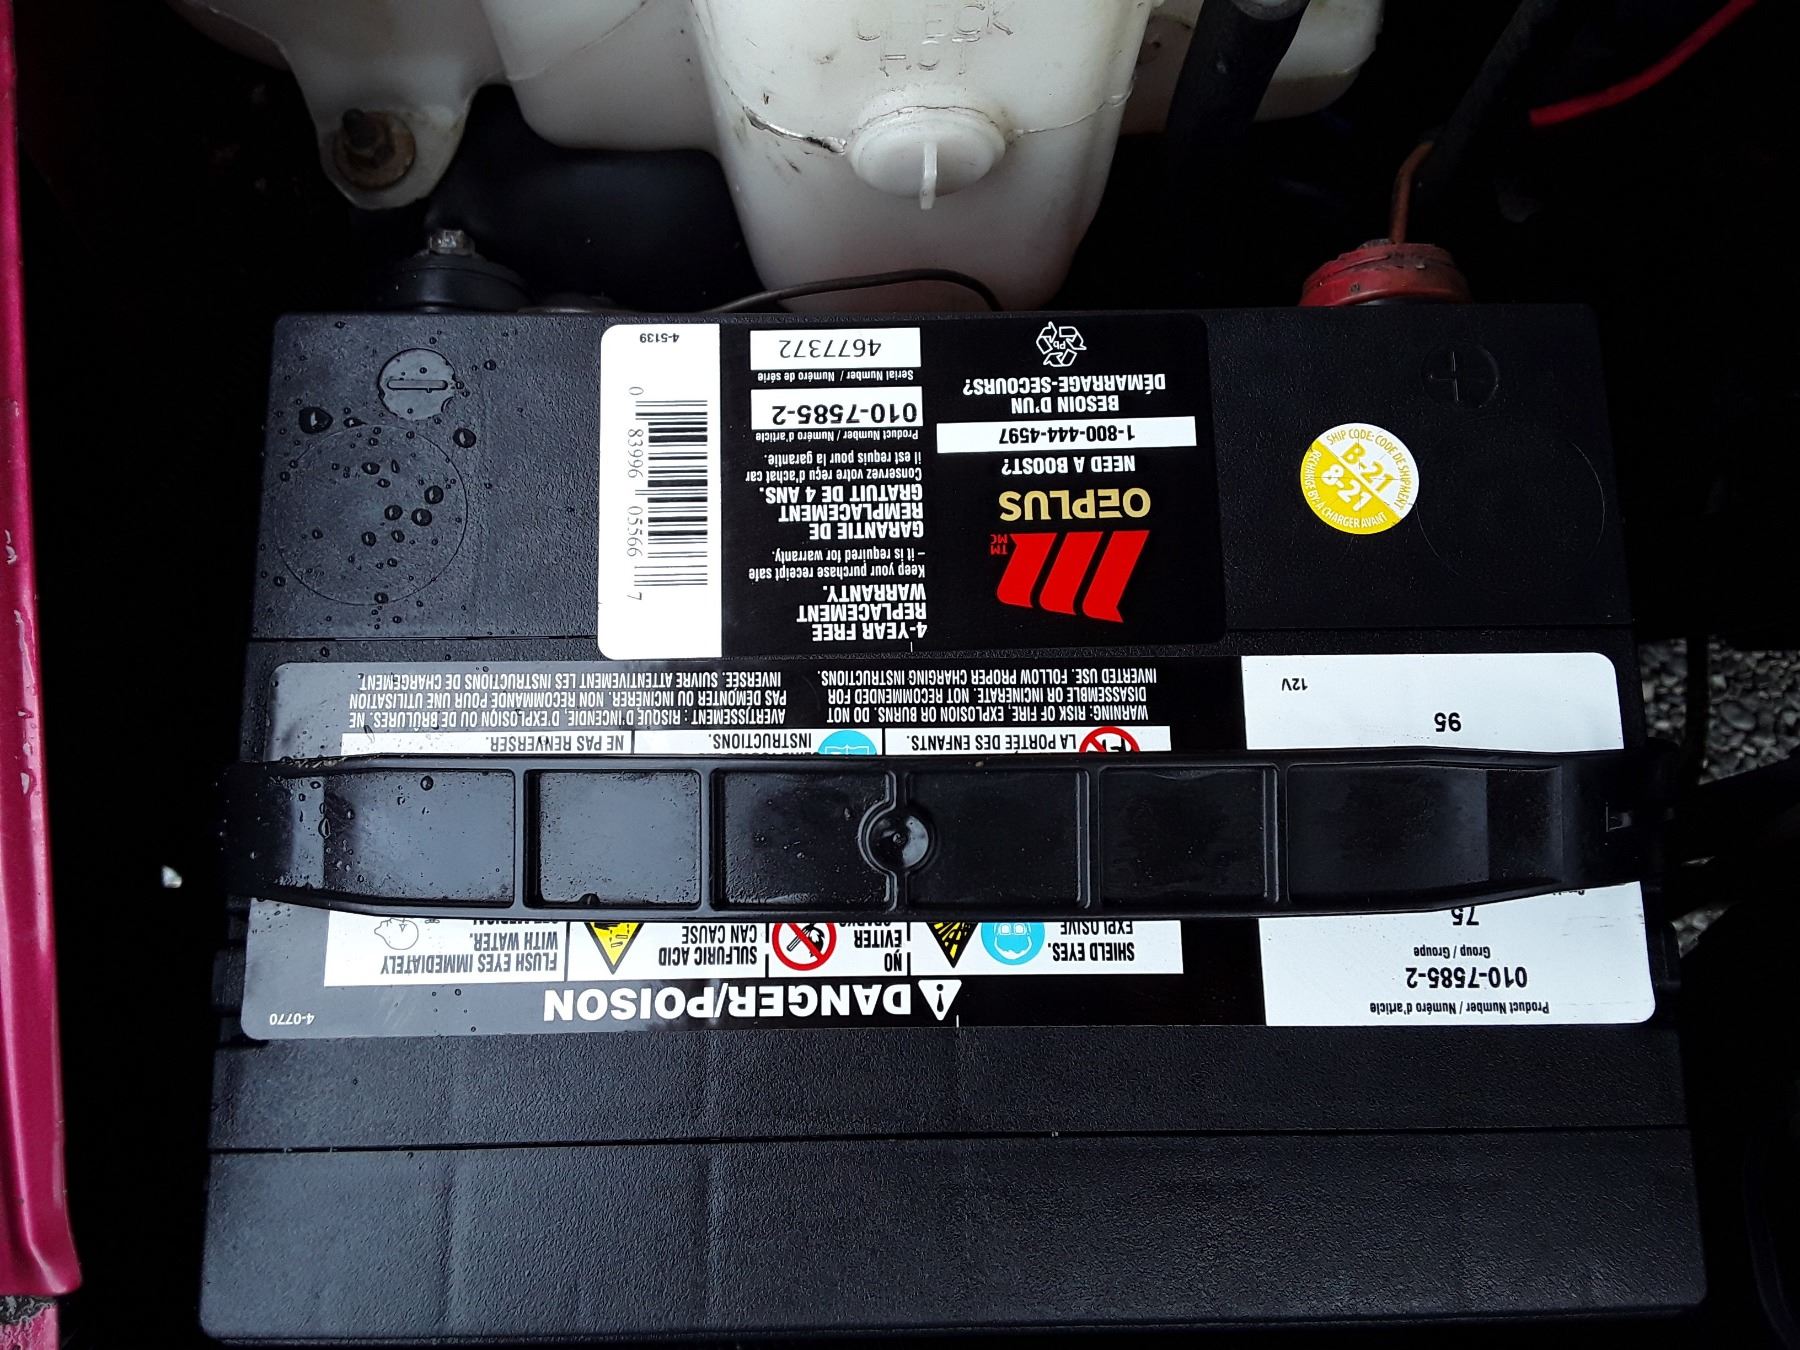 CHECK
HOT
4-5139
0 83996 05566 7
4-YEAR FREE
REPLACEMENT
WARRANTY.
Keep your purchase receipt safe
– it is required for warranty.
GARANTIE DE
REMPLACEMENT
GRATUIT DE 4 ANS.
Conservez votre reçu d'achat car
il est requis pour la garantie.
Product Number / Numéro d'article
010-7585-2
Serial Number / Numéro de série
4677372
TM
MC
OEPLUS
NEED A BOOST?
1-800-444-4597
BESOIN D'UN
DÉMARRAGE-SECOURS?
Pb
SHIP CODE: CODE DE SHIPMENT
B-21
8-21
RECHARGE BY: À CHARGER AVANT
DANGER/POISON
4-0770
SHIELD EYES.
EXPLOSIVE
NO
ÉVITER
SULFURIC ACID
CAN CAUSE
FLUSH EYES IMMEDIATELY
WITH WATER.
LA PORTÉE DES ENFANTS.
INSTRUCTIONS.
NE PAS RENVERSER.
WARNING: RISK OF FIRE, EXPLOSION OR BURNS. DO NOT
DISASSEMBLE OR INCINERATE. NOT RECOMMENDED FOR
INVERTED USE. FOLLOW PROPER CHARGING INSTRUCTIONS.
AVERTISSEMENT : RISQUE D'INCENDIE, D'EXPLOSION OU DE BRÛLURES. NE
PAS DÉMONTER OU INCINÉRER. NON RECOMMANDÉ POUR UNE UTILISATION
INVERSÉE. SUIVRE ATTENTIVEMENT LES INSTRUCTIONS DE CHARGEMENT.
Product Number / Numéro d'article
010-7585-2
Group / Groupe
75
95
12V